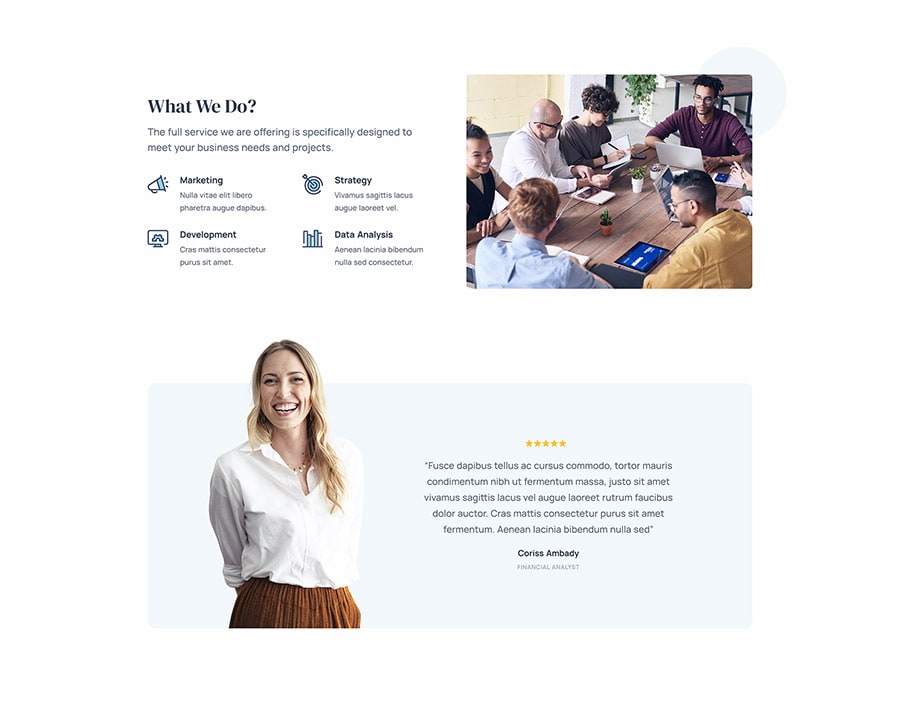 What We Do?
The full service we are offering is specifically designed to
meet your business needs and projects.
Marketing
Nulla vitae elit libero
pharetra augue dapibus.
Strategy
Vivamus sagittis lacus
augue laoreet vel.
Development
Cras mattis consectetur
purus sit amet.
Data Analysis
Aenean lacinia bibendum
nulla sed consectetur.
“Fusce dapibus tellus ac cursus commodo, tortor mauris
condimentum nibh ut fermentum massa, justo sit amet
vivamus sagittis lacus vel augue laoreet rutrum faucibus
dolor auctor. Cras mattis consectetur purus sit amet
fermentum. Aenean lacinia bibendum nulla sed”
Coriss Ambady
FINANCIAL ANALYST